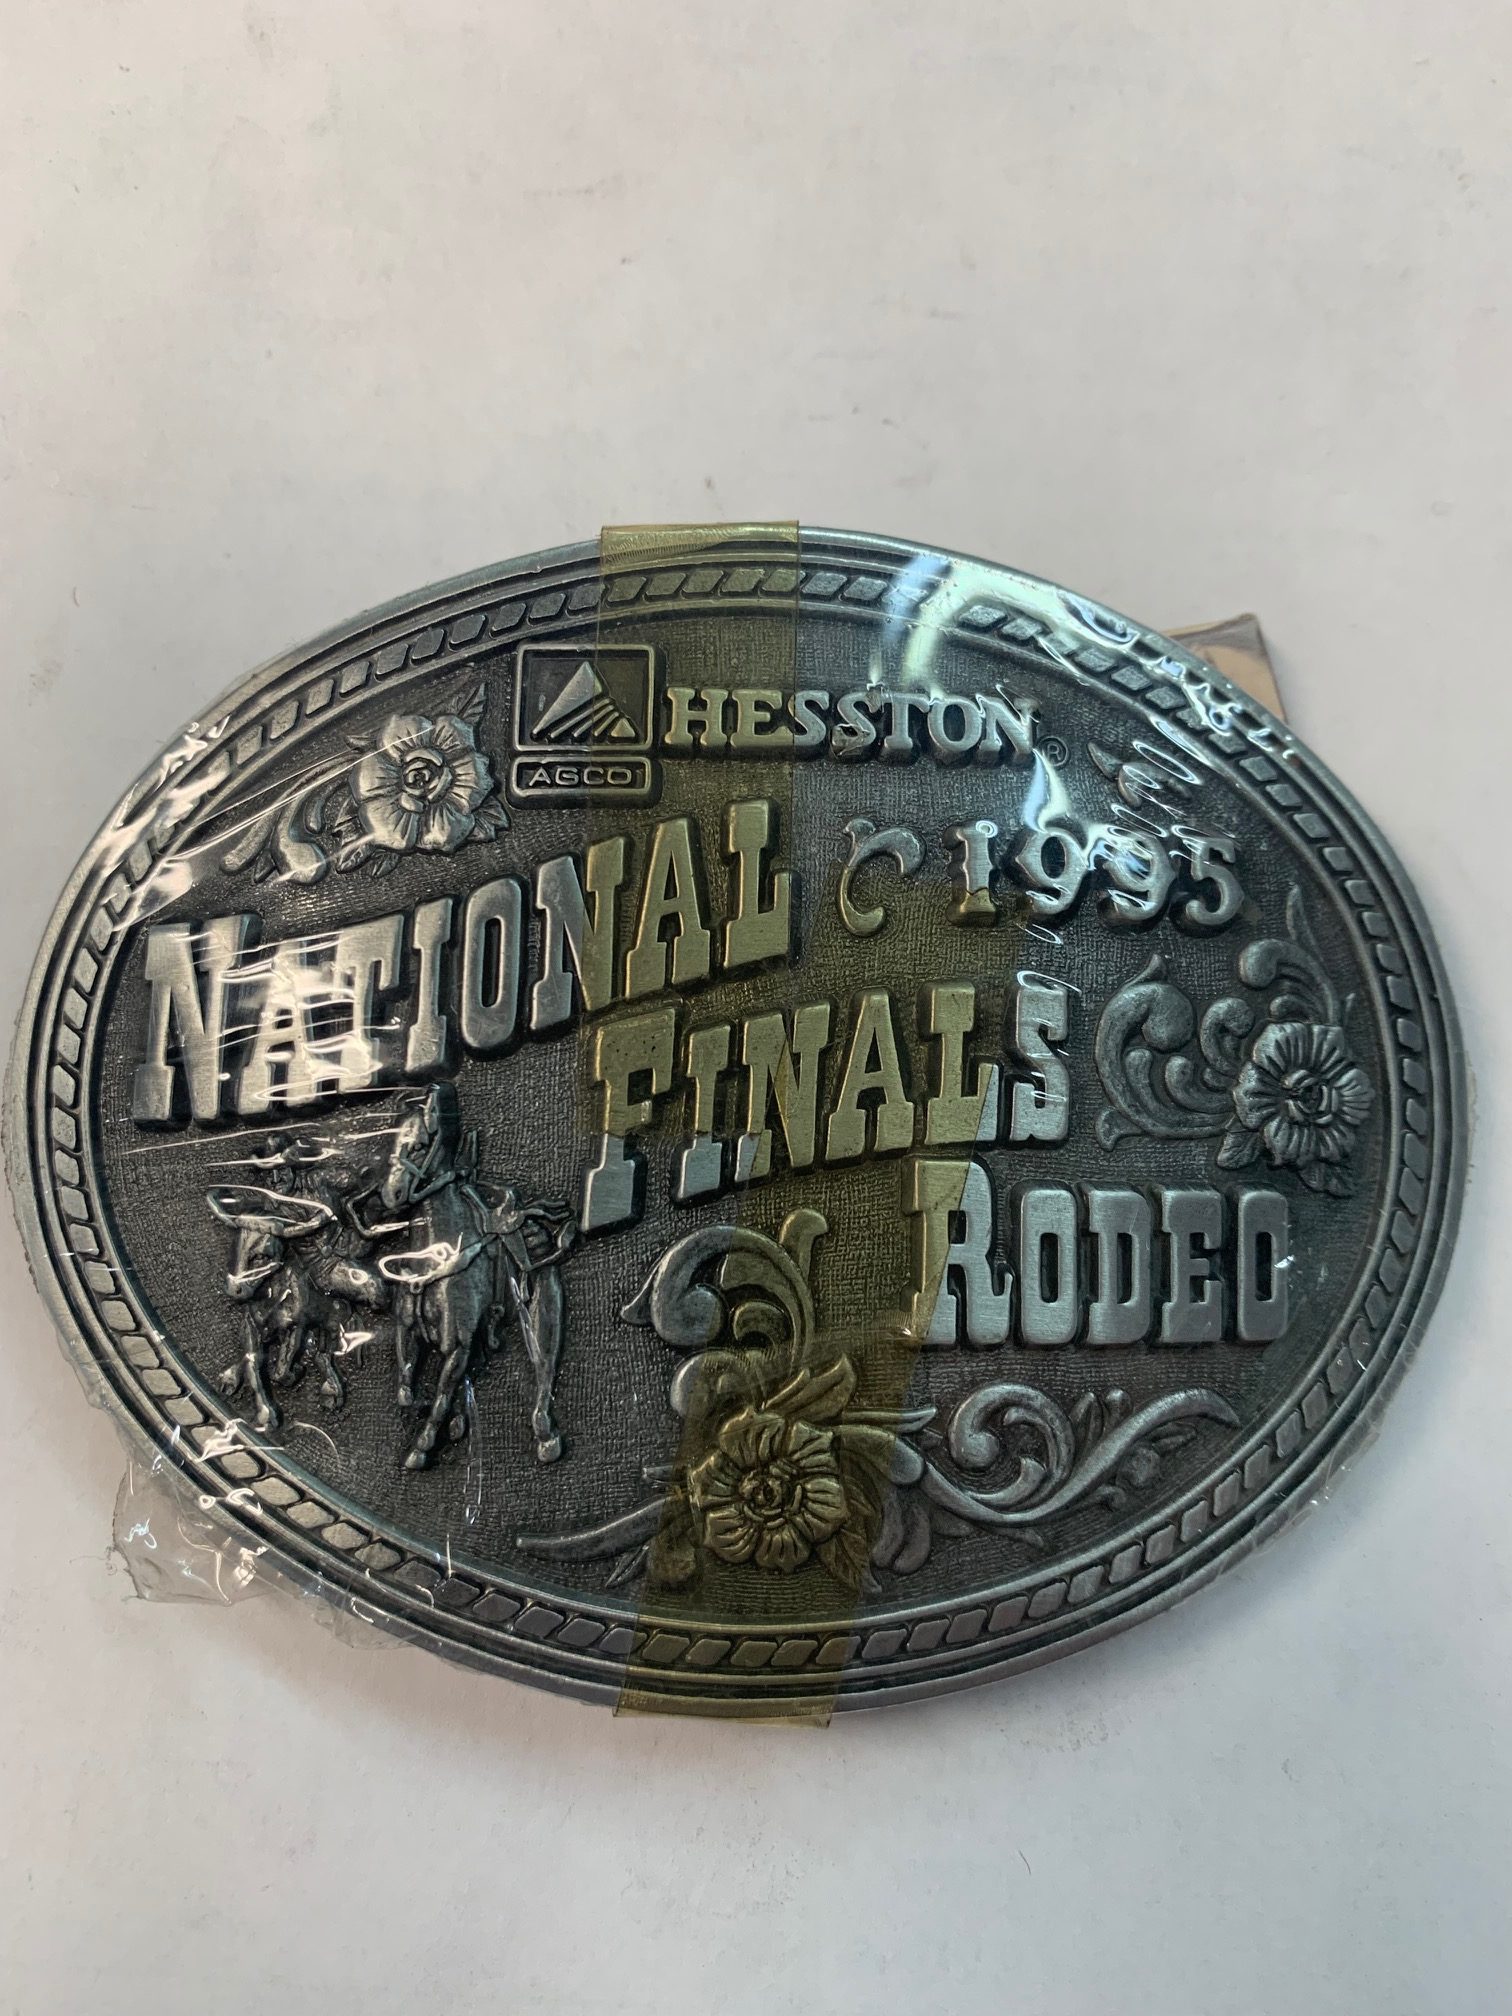 HESSTON®
AGCO
1995
NATIONAL
FINALS
RODEO